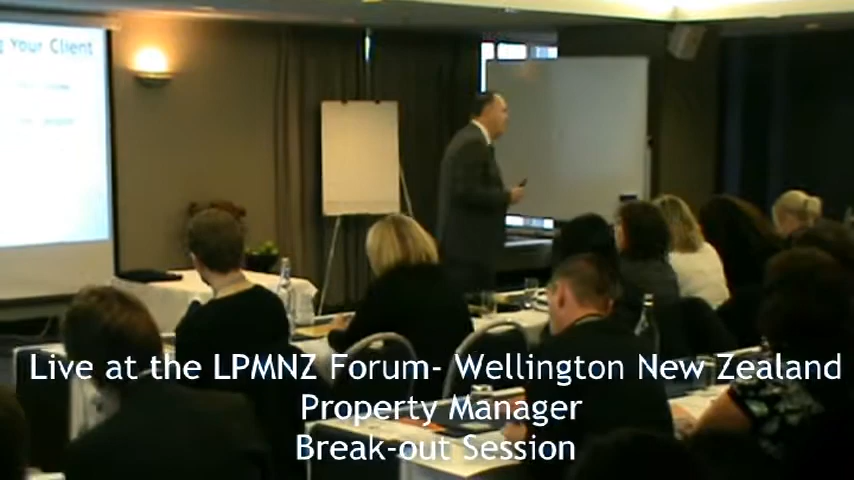 Your Client
Live at the LPMNZ Forum- Wellington New Zealand
Property Manager
Break-out Session